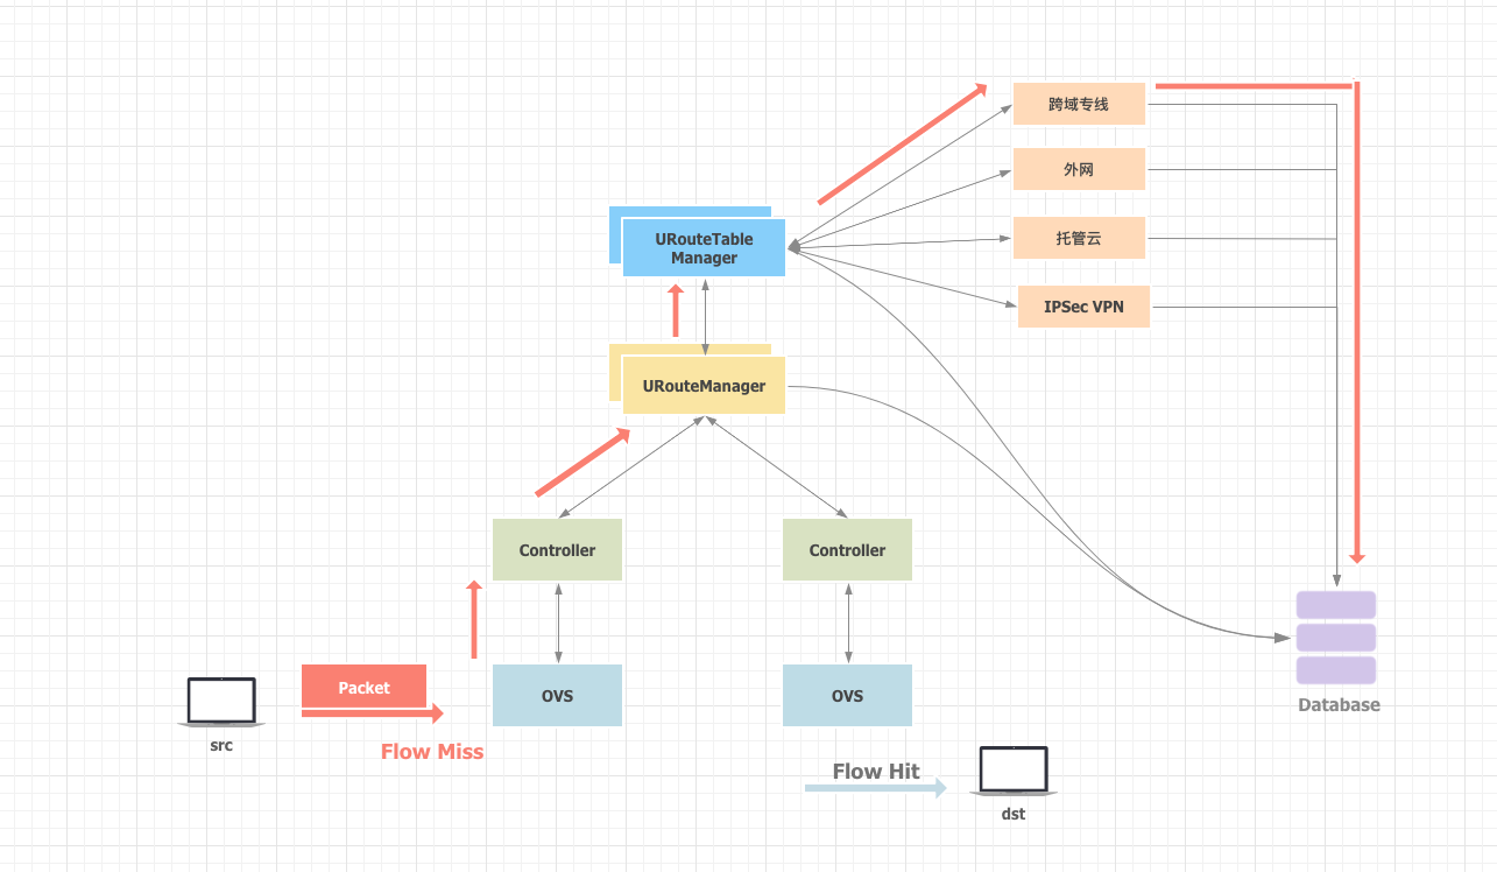 跨域专线
外网
URouteTable
Manager
托管云
IPSec VPN
URouteManager
Controller
Controller
Packet
OVS
OVS
src
Database
Flow Miss
Flow Hit
dst